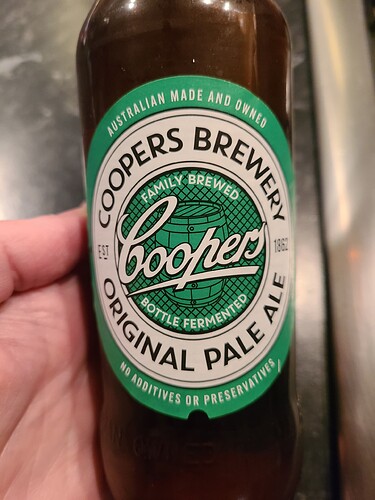 AUSTRALIAN MADE AND OWNED
COOPERS BREWERY
FAMILY BREWED
EST
Coopers
1862
BOTTLE FERMENTED
ORIGINAL PALE ALE
NO ADDITIVES OR PRESERVATIVES